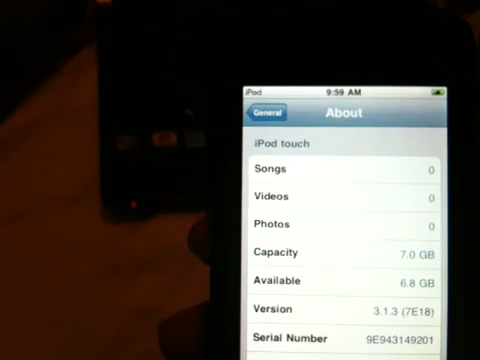 iPod 9:59 AM
General About
iPod touch
Songs 0
Videos 0
Photos 0
Capacity 7.0 GB
Available 6.8 GB
Version 3.1.3 (7E18)
Serial Number 9E943149201